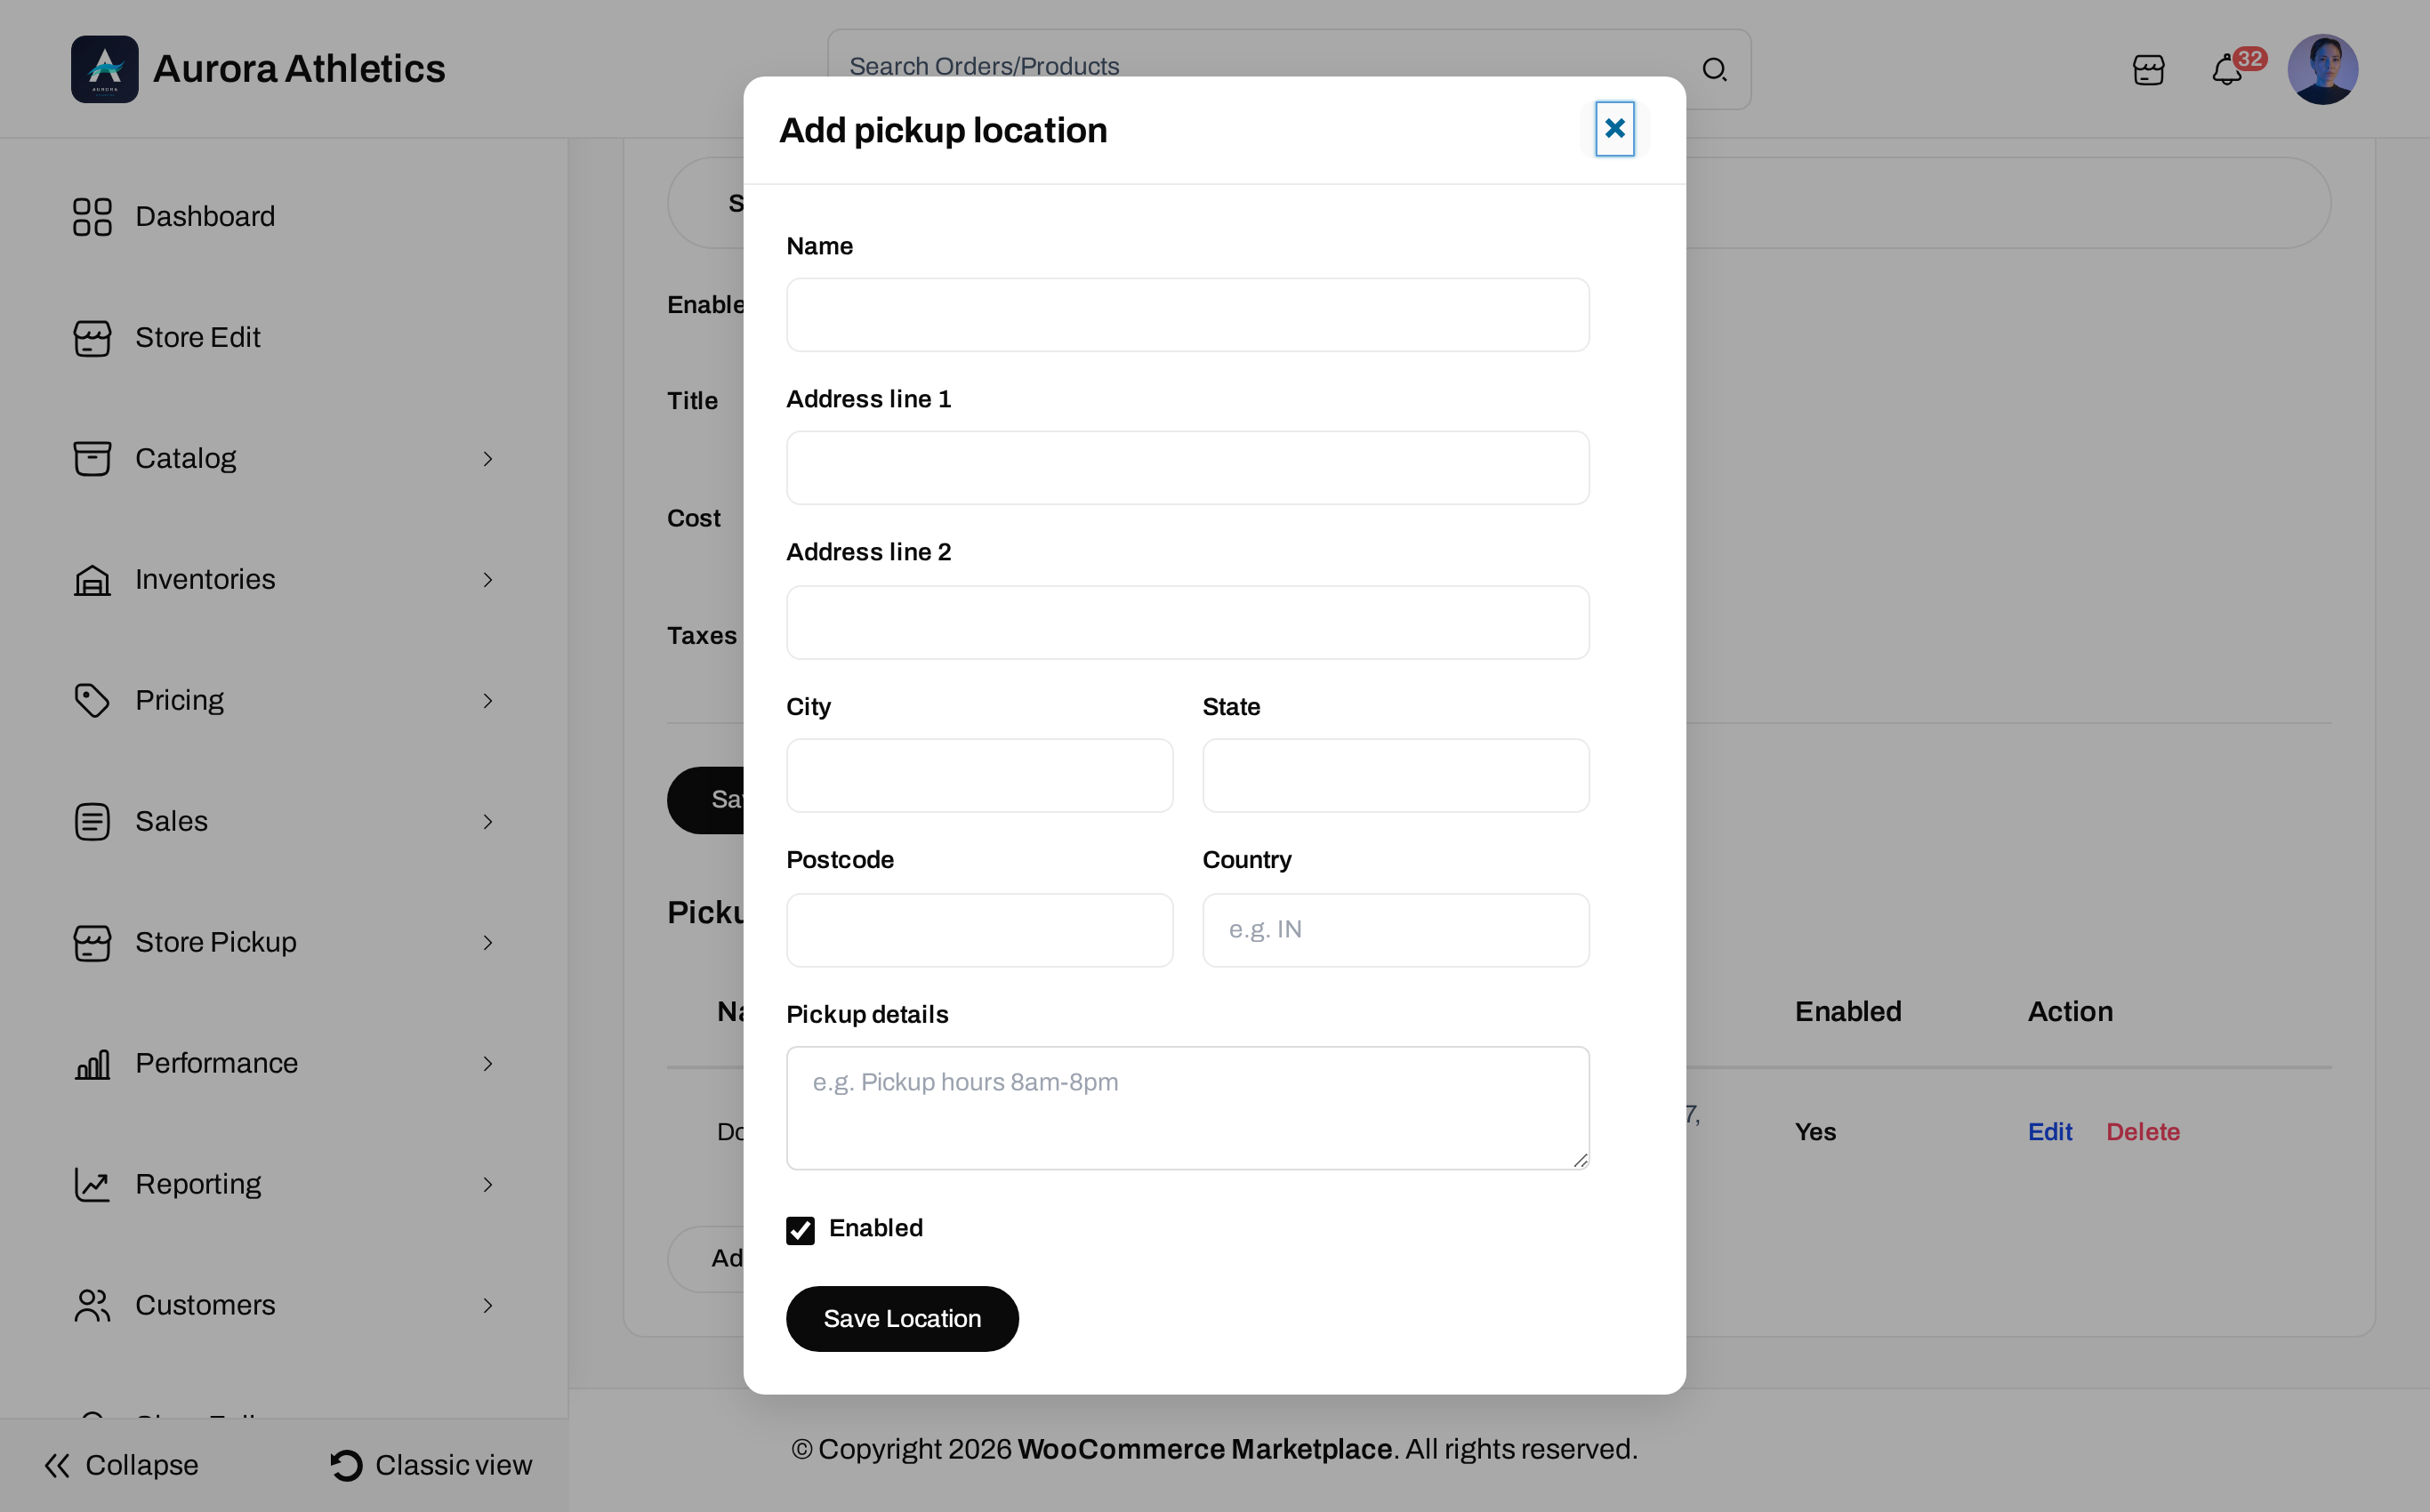 AURORA
Aurora Athletics
Search Orders/Products
32
Dashboard
Store Edit
Catalog
Inventories
Pricing
Sales
Store Pickup
Performance
Reporting
Customers
Collapse
Classic view
Title
Cost
Taxes
Enabled
Action
Yes
Edit
Delete
Add pickup location
Name
Address line 1
Address line 2
City
State
Postcode
Country
e.g. IN
Pickup details
e.g. Pickup hours 8am-8pm
Enabled
Save Location
© Copyright 2026 WooCommerce Marketplace. All rights reserved.